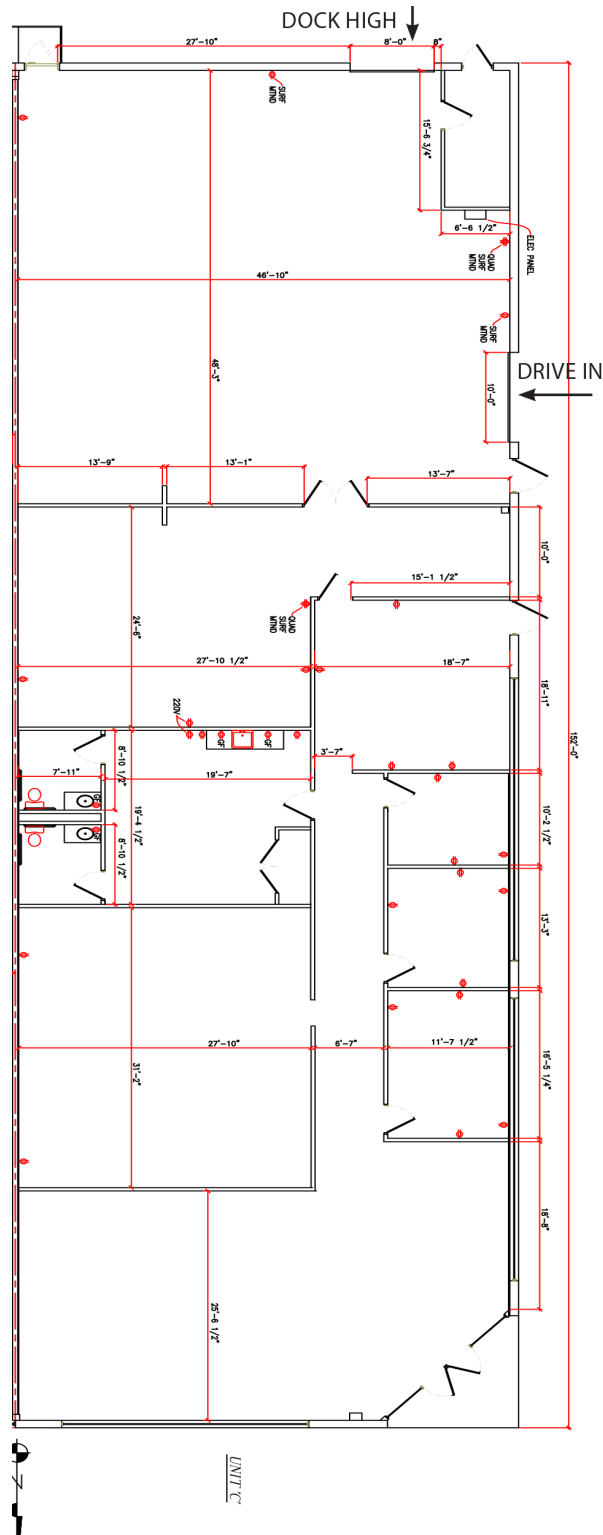 DOCK HIGH
27'-10"
8'-0"
8"
SURF
MTND
15'-6 3/4"
6'-6 1/2"
ELEC PANEL
QUAD
SURF
MTND
46'-10"
SURF
MTND
48'-3"
DRIVE IN
10'-0"
13'-9"
13'-1"
13'-7"
10'-0"
15'-1 1/2"
24'-6"
QUAD
SURF
MTND
27'-10 1/2"
18'-7"
18'-11"
152'-0"
220V
GF
GF
3'-7"
8'-10 1/2"
7'-11"
19'-7"
10'-2 1/2"
GF
19'-4 1/2"
GF
8'-10 1/2"
13'-3"
27'-10"
6'-7"
11'-7 1/2"
31'-2"
16'-5 1/4"
18'-8"
25'-6 1/2"
UNIT 'C'
Z